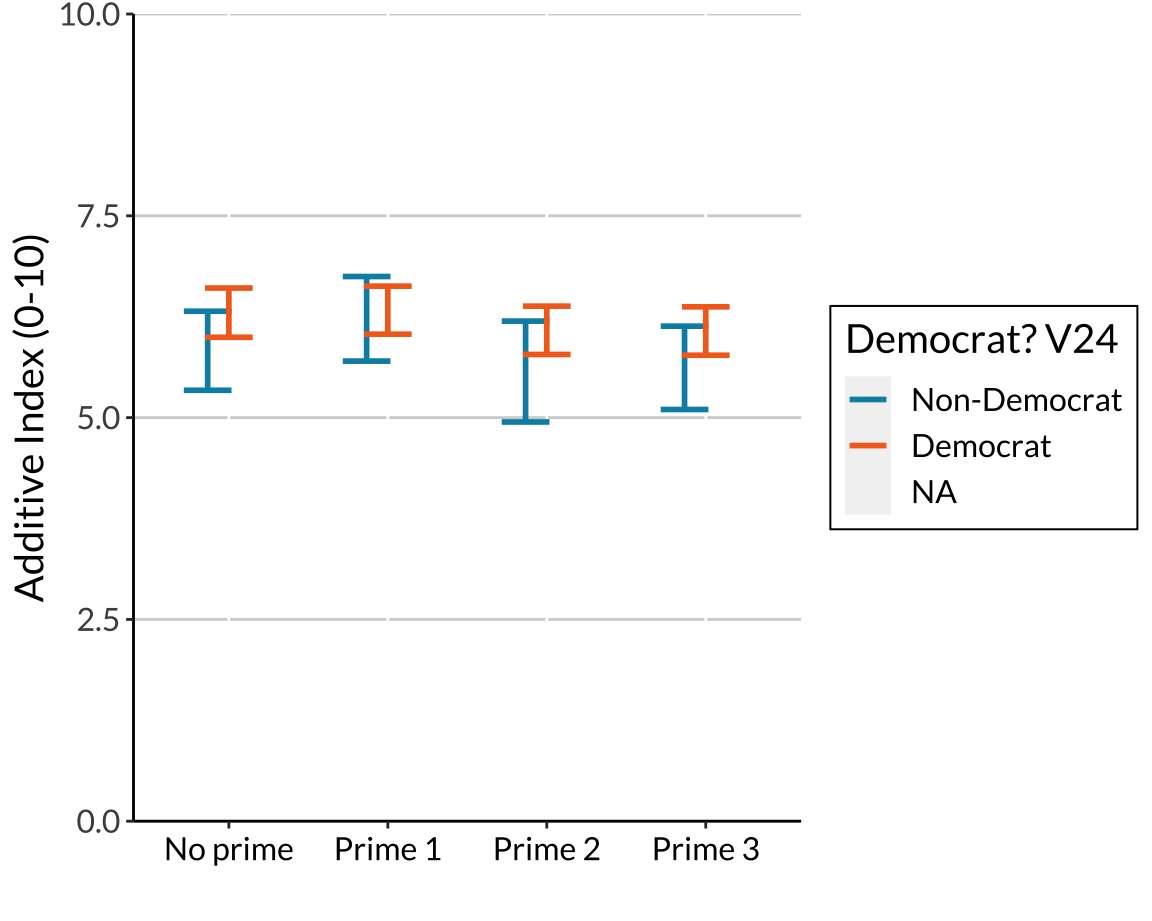 Additive Index (0-10)
10.0
7.5
5.0
2.5
0.0
No prime
Prime 1
Prime 2
Prime 3
Democrat? V24
Non-Democrat
Democrat
NA